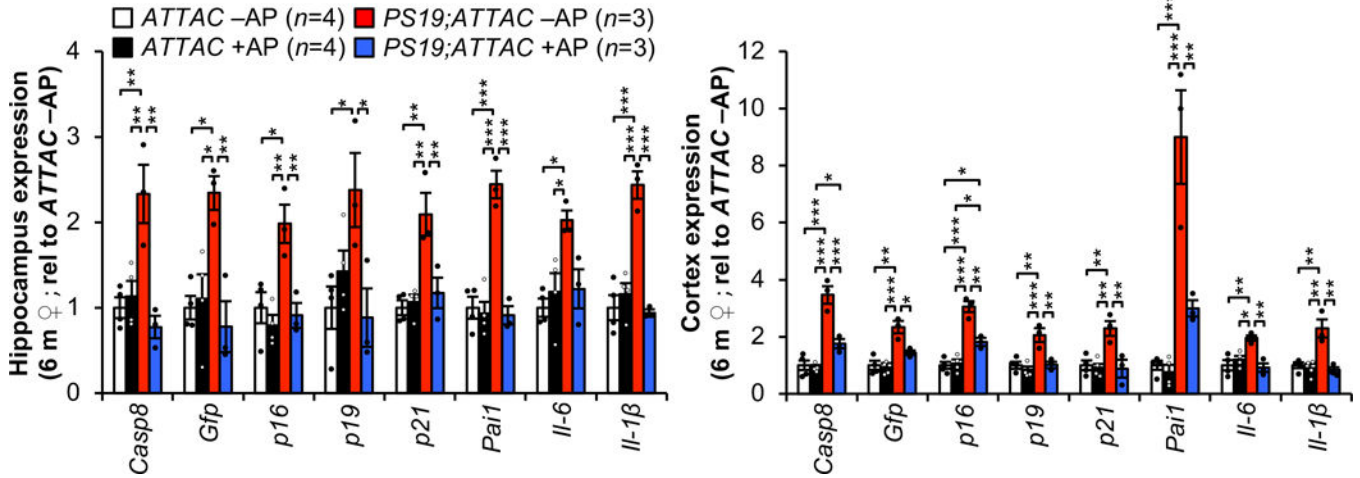 ATTAC –AP (n=4)
PS19;ATTAC –AP (n=3)
ATTAC +AP (n=4)
PS19;ATTAC +AP (n=3)
Hippocampus expression
(6 m ♀; rel to ATTAC –AP)
4
3
2
1
0
** ** **
* * **
* ** **
* *
** ** **
*** *** ***
* *
*** *** ***
Casp8
Gfp
p16
p19
p21
Pai1
Il-6
Il-1β
Cortex expression
(6 m ♀; rel to ATTAC –AP)
12
10
8
6
4
2
0
*** *** *** *
** *** *
*** *** ** * *
** *** **
** ** **
*** *** **
** * **
** ** **
Casp8
Gfp
p16
p19
p21
Pai1
Il-6
Il-1β